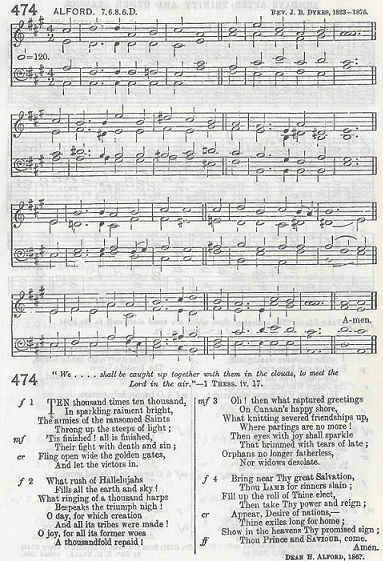 474 ALFORD. 7.6.8.6.D. REV. J. B. DYKES, 1823—1876.
=120.
A-men.
474
"We . . . . shall be caught up together with them in the clouds, to meet the
Lord in the air."—1 THESS. iv. 17.
f 1 TEN thousand times ten thousand,
In sparkling raiment bright,
The armies of the ransomed Saints
Throng up the steeps of light;
mf 'Tis finished! all is finished,
Their fight with death and sin;
cr Fling open wide the golden gates,
And let the victors in.
f 2 What rush of Hallelujahs
Fills all the earth and sky!
What ringing of a thousand harps
Bespeaks the triumph nigh!
O day, for which creation
And all its tribes were made!
O joy, for all its former woes
A thousandfold repaid!
mf 3 Oh! then what raptured greetings
On Canaan's happy shore,
What knitting severed friendships up,
Where partings are no more!
Then eyes with joy shall sparkle
That brimmed with tears of late;
Orphans no longer fatherless,
Nor widows desolate.
f 4 Bring near Thy great Salvation,
Thou LAMB for sinners slain;
Fill up the roll of Thine elect,
Then take Thy power and reign;
cr Appear, Desire of nations,—
Thine exiles long for home;
Show in the heavens Thy promised sign;
ff Thou Prince and SAVIOUR, come.
Amen.
DEAN H. ALFORD, 1867.